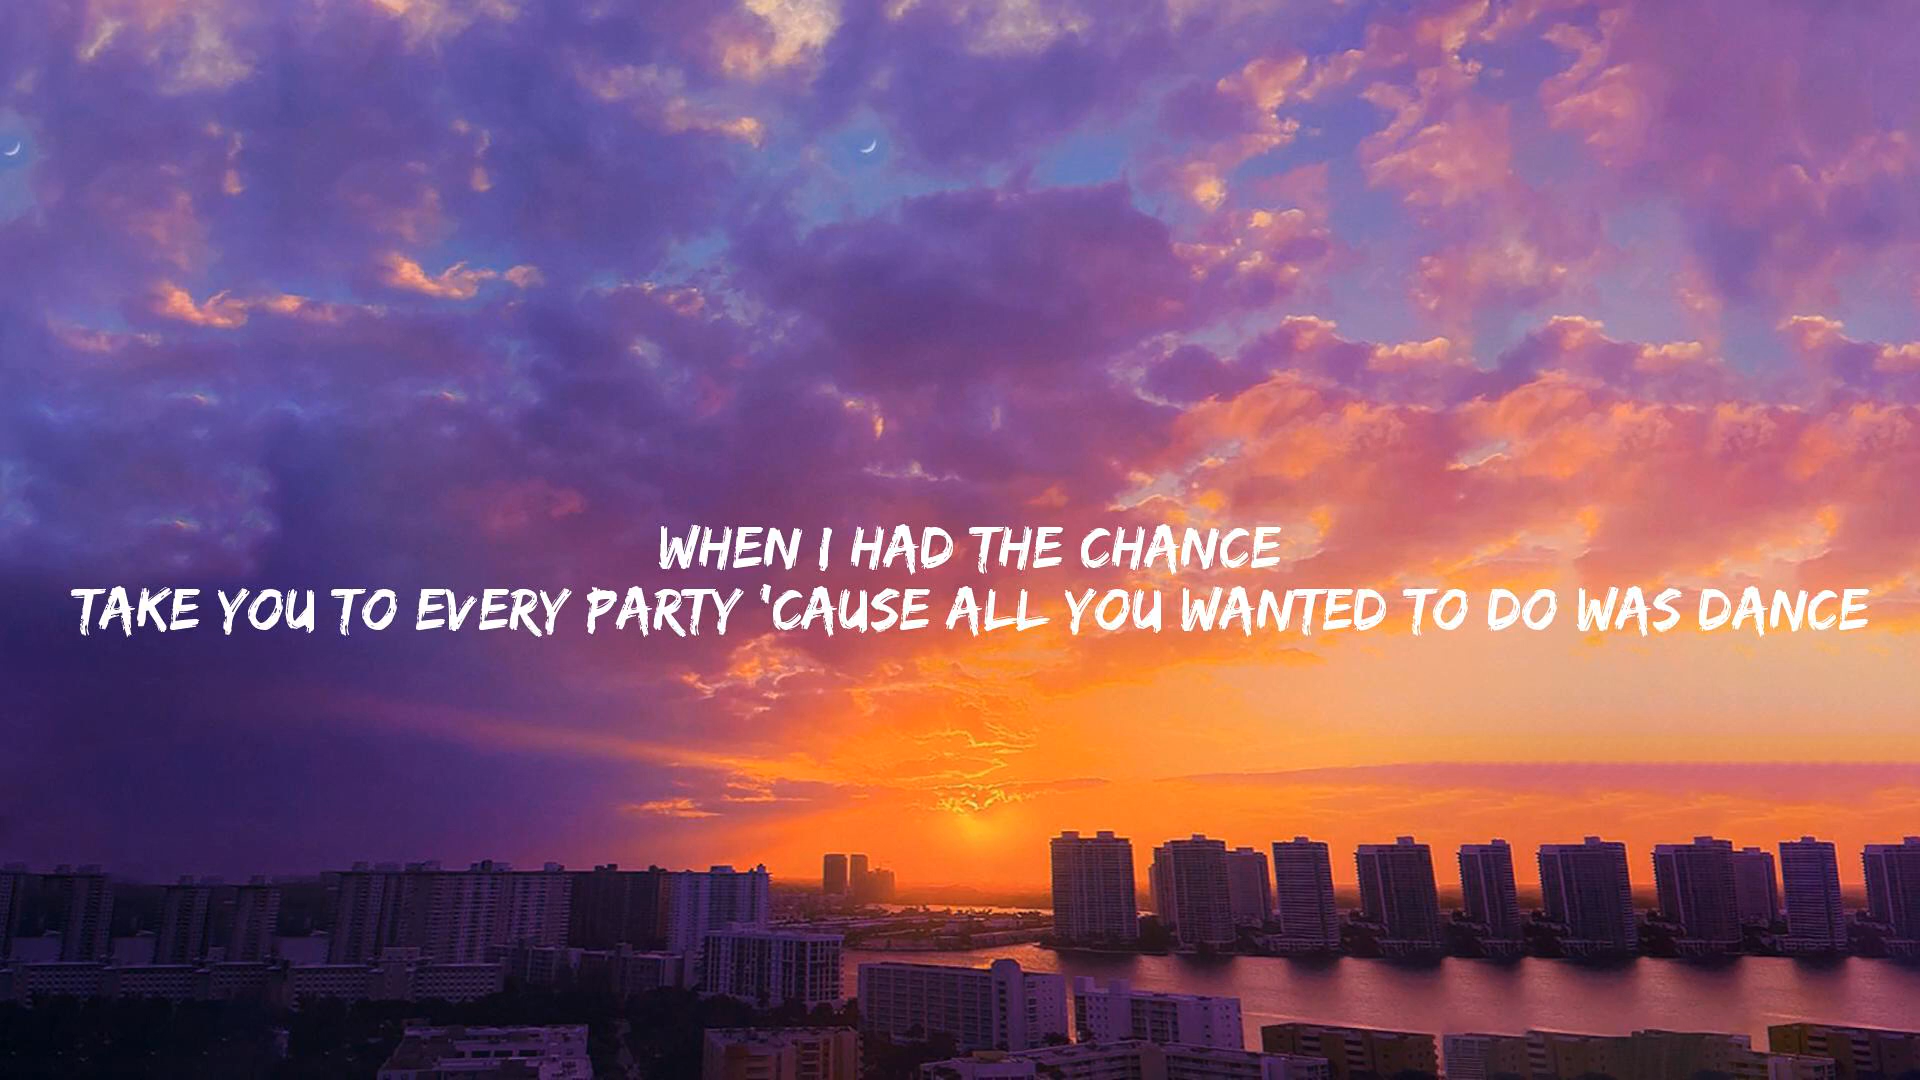 WHEN I HAD THE CHANCE
TAKE YOU TO EVERY PARTY 'CAUSE ALL YOU WANTED TO DO WAS DANCE